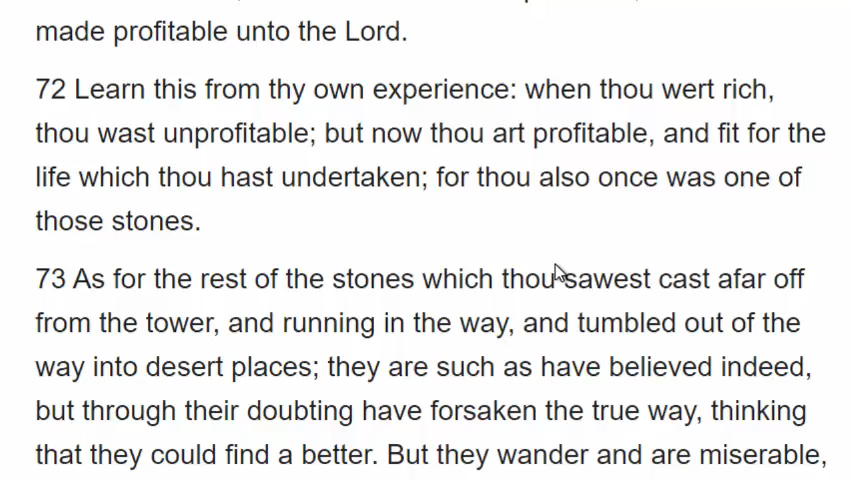 made profitable unto the Lord.
72 Learn this from thy own experience: when thou wert rich,
thou wast unprofitable; but now thou art profitable, and fit for the
life which thou hast undertaken; for thou also once was one of
those stones.
73 As for the rest of the stones which thou sawest cast afar off
from the tower, and running in the way, and tumbled out of the
way into desert places; they are such as have believed indeed,
but through their doubting have forsaken the true way, thinking
that they could find a better. But they wander and are miserable,